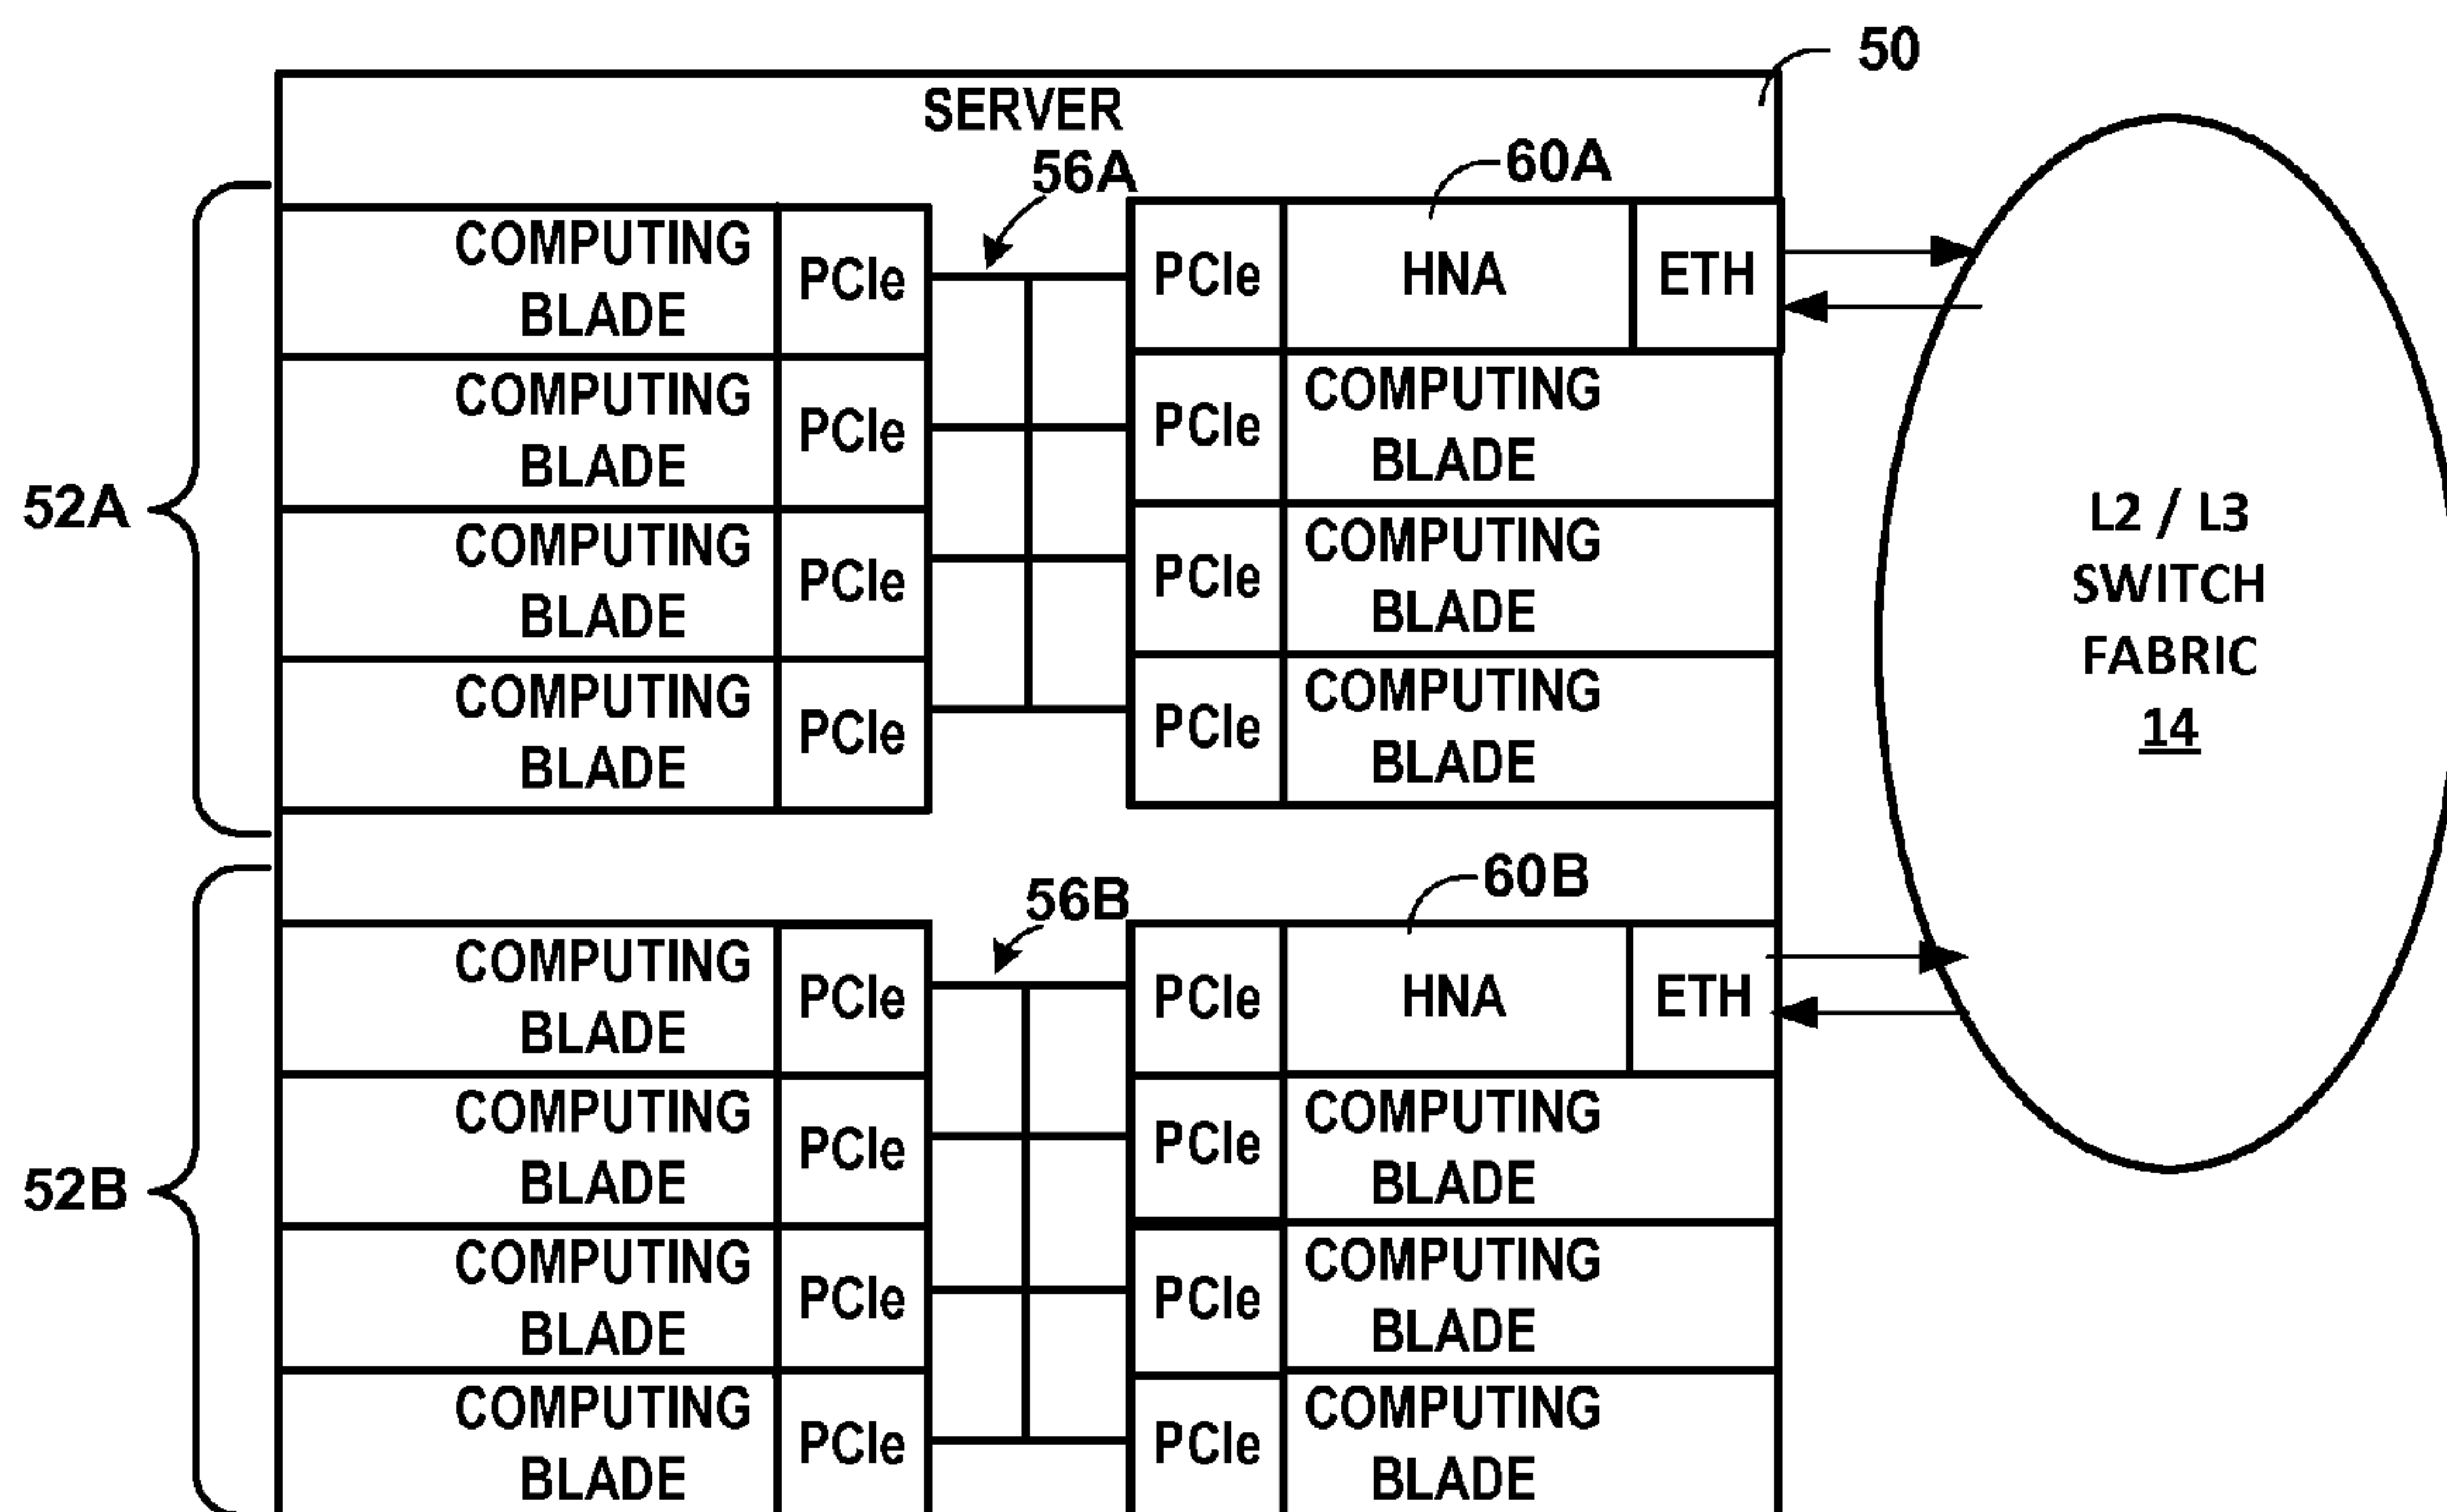 50
SERVER
56A
60A
COMPUTING
BLADE
PCIe
PCIe
HNA
ETH
COMPUTING
BLADE
PCIe
PCIe
COMPUTING
BLADE
52A
COMPUTING
BLADE
PCIe
PCIe
COMPUTING
BLADE
COMPUTING
BLADE
PCIe
PCIe
COMPUTING
BLADE
L2 / L3
SWITCH
FABRIC
14
56B
60B
COMPUTING
BLADE
PCIe
PCIe
HNA
ETH
52B
COMPUTING
BLADE
PCIe
PCIe
COMPUTING
BLADE
COMPUTING
BLADE
PCIe
PCIe
COMPUTING
BLADE
COMPUTING
BLADE
PCIe
PCIe
COMPUTING
BLADE